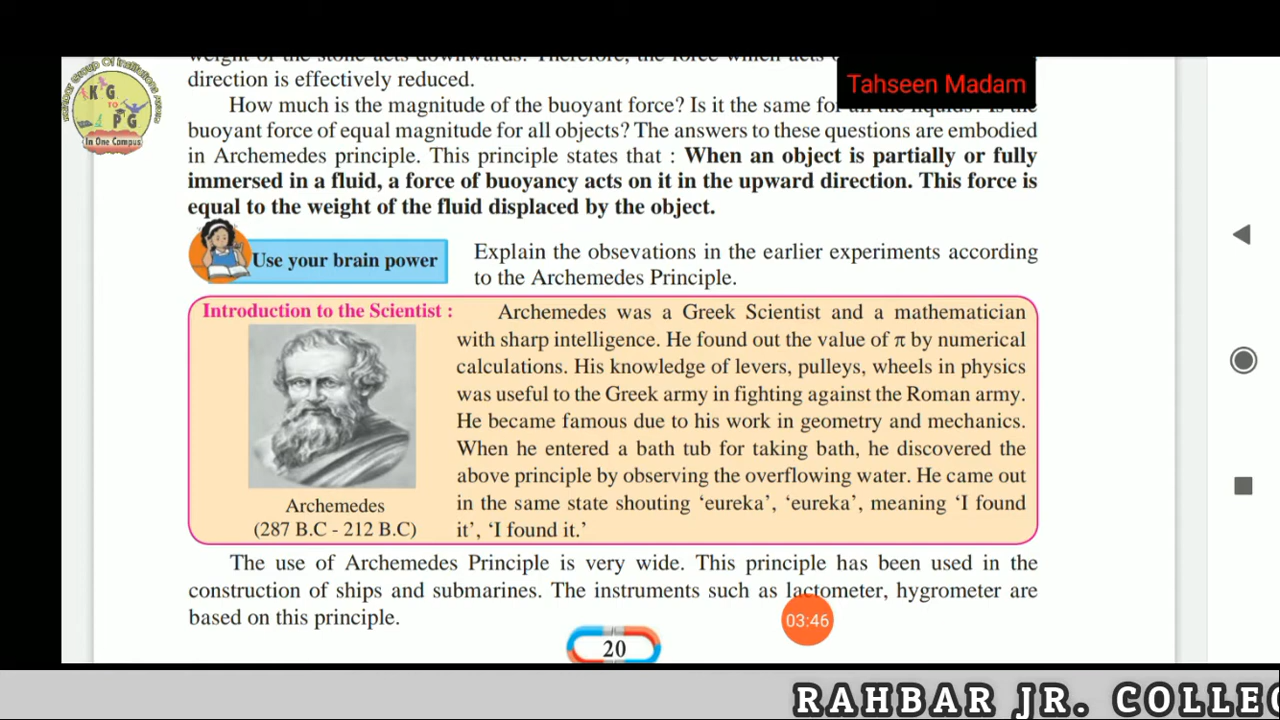 direction is effectively reduced.
Tahseen Madam
How much is the magnitude of the buoyant force? Is it the same for all the liquids? Is the
buoyant force of equal magnitude for all objects? The answers to these questions are embodied
in Archemedes principle. This principle states that : When an object is partially or fully
immersed in a fluid, a force of buoyancy acts on it in the upward direction. This force is
equal to the weight of the fluid displaced by the object.
Use your brain power
Explain the obsevations in the earlier experiments according
to the Archemedes Principle.
Introduction to the Scientist :
Archemedes was a Greek Scientist and a mathematician
with sharp intelligence. He found out the value of π by numerical
calculations. His knowledge of levers, pulleys, wheels in physics
was useful to the Greek army in fighting against the Roman army.
He became famous due to his work in geometry and mechanics.
When he entered a bath tub for taking bath, he discovered the
above principle by observing the overflowing water. He came out
in the same state shouting ‘eureka’, ‘eureka’, meaning ‘I found
it’, ‘I found it.’
Archemedes
(287 B.C - 212 B.C)
The use of Archemedes Principle is very wide. This principle has been used in the
construction of ships and submarines. The instruments such as lactometer, hygrometer are
based on this principle.
03:46
20
KG
TO
PG
In One Campus
RAHBAR JR. COLLEG